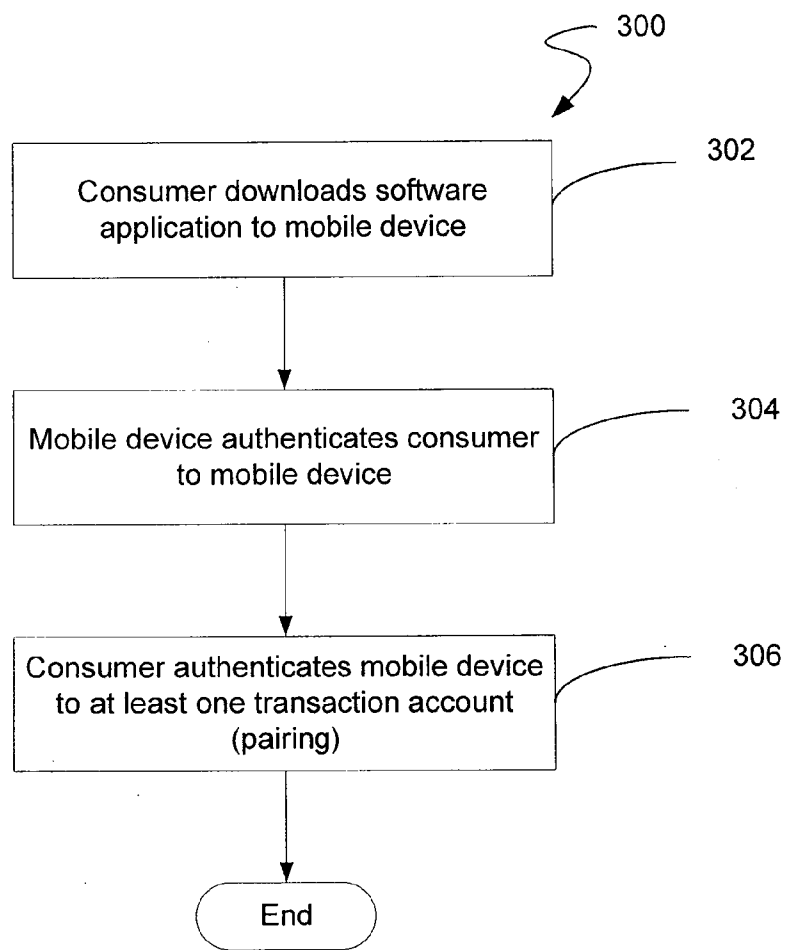 300
302
Consumer downloads software
application to mobile device
304
Mobile device authenticates consumer
to mobile device
306
Consumer authenticates mobile device
to at least one transaction account
(pairing)
End